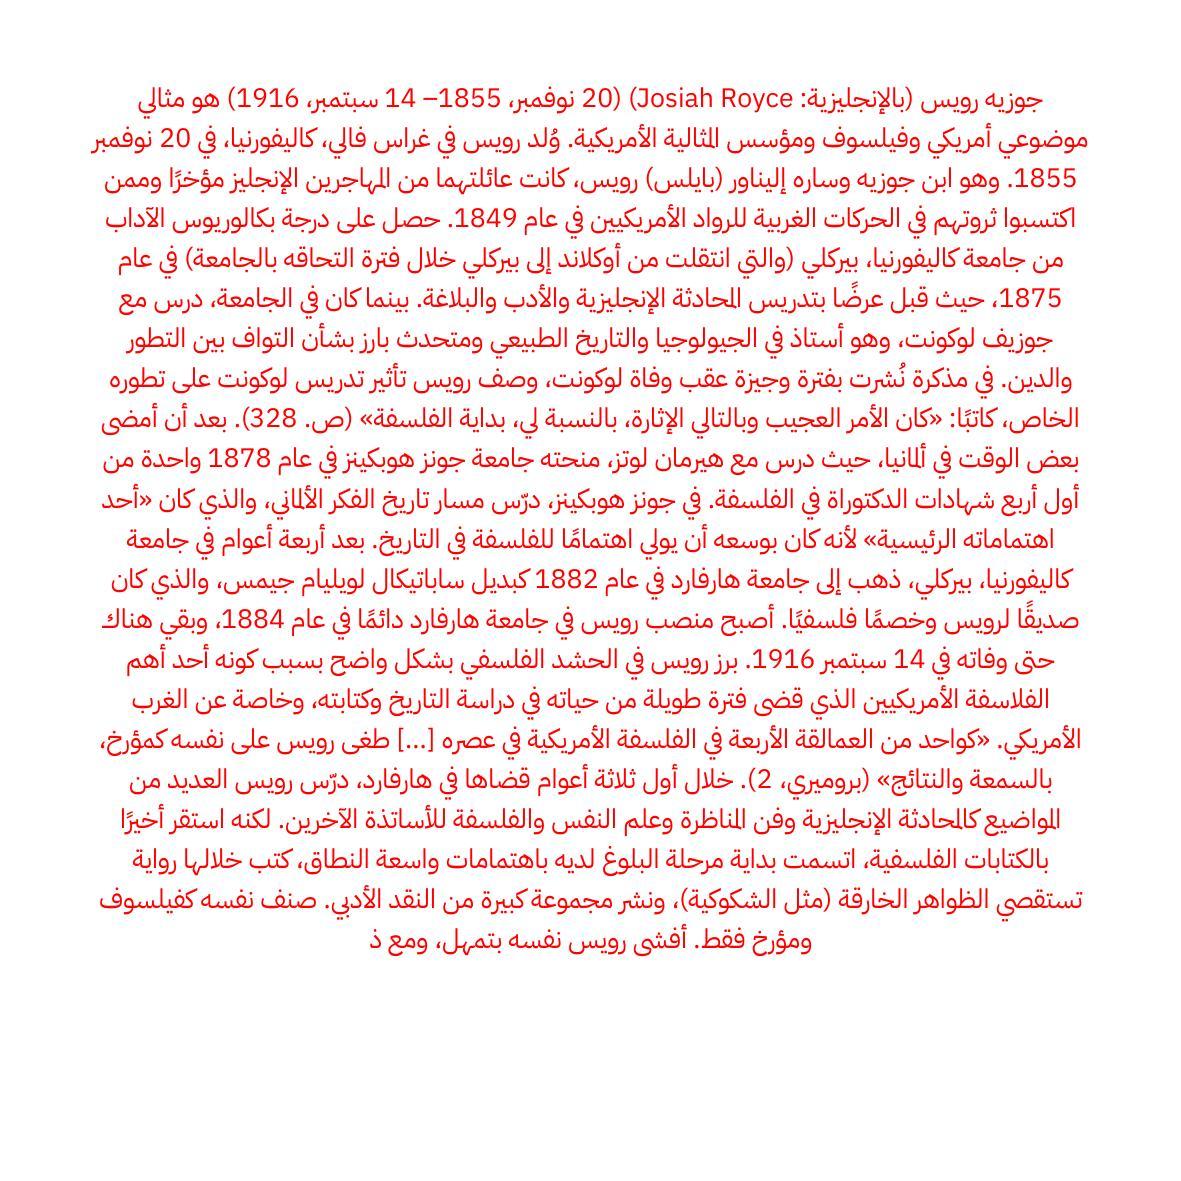 جوزيه رويس (بالإنجليزية: Josiah Royce) (20 نوفمبر، 1855– 14 سبتمبر، 1916) هو مثالي
موضوعي أمريكي وفيلسوف ومؤسس المثالية الأمريكية. وُلد رويس في غراس فالي، كاليفورنيا، في 20 نوفمبر
1855. وهو ابن جوزيه وساره إليناور (بايلس) رويس، كانت عائلتهما من المهاجرين الإنجليز مؤخرًا وممن
اكتسبوا ثروتهم في الحركات الغربية للرواد الأمريكيين في عام 1849. حصل على درجة بكالوريوس الآداب
من جامعة كاليفورنيا، بيركلي (والتي انتقلت من أوكلاند إلى بيركلي خلال فترة التحاقه بالجامعة) في عام
1875، حيث قبل عرضًا بتدريس المحادثة الإنجليزية والأدب والبلاغة. بينما كان في الجامعة، درس مع
جوزيف لوكونت، وهو أستاذ في الجيولوجيا والتاريخ الطبيعي ومتحدث بارز بشأن التواف بين التطور
والدين. في مذكرة نُشرت بفترة وجيزة عقب وفاة لوكونت، وصف رويس تأثير تدريس لوكونت على تطوره
الخاص، كاتبًا: «كان الأمر العجيب وبالتالي الإثارة، بالنسبة لي، بداية الفلسفة» (ص. 328). بعد أن أمضى
بعض الوقت في ألمانيا، حيث درس مع هيرمان لوتز، منحته جامعة جونز هوبكينز في عام 1878 واحدة من
أول أربع شهادات الدكتوراة في الفلسفة. في جونز هوبكينز، درّس مسار تاريخ الفكر الألماني، والذي كان «أحد
اهتماماته الرئيسية» لأنه كان بوسعه أن يولي اهتمامًا للفلسفة في التاريخ. بعد أربعة أعوام في جامعة
كاليفورنيا، بيركلي، ذهب إلى جامعة هارفارد في عام 1882 كبديل ساباتيكال لويليام جيمس، والذي كان
صديقًا لرويس وخصمًا فلسفيًا. أصبح منصب رويس في جامعة هارفارد دائمًا في عام 1884، وبقي هناك
حتى وفاته في 14 سبتمبر 1916. برز رويس في الحشد الفلسفي بشكل واضح بسبب كونه أحد أهم
الفلاسفة الأمريكيين الذي قضى فترة طويلة من حياته في دراسة التاريخ وكتابته، وخاصة عن الغرب
الأمريكي. «كواحد من العمالقة الأربعة في الفلسفة الأمريكية في عصره [...] طغى رويس على نفسه كمؤرخ،
بالسمعة والنتائج» (بروميري، 2). خلال أول ثلاثة أعوام قضاها في هارفارد، درّس رويس العديد من
المواضيع كالمحادثة الإنجليزية وفن المناظرة وعلم النفس والفلسفة للأساتذة الآخرين. لكنه استقر أخيرًا
بالكتابات الفلسفية، اتسمت بداية مرحلة البلوغ لديه باهتمامات واسعة النطاق، كتب خلالها رواية
تستقصي الظواهر الخارقة (مثل الشكوكية)، ونشر مجموعة كبيرة من النقد الأدبي. صنف نفسه كفيلسوف
ومؤرخ فقط. أفشى رويس نفسه بتمهل، ومع ذ